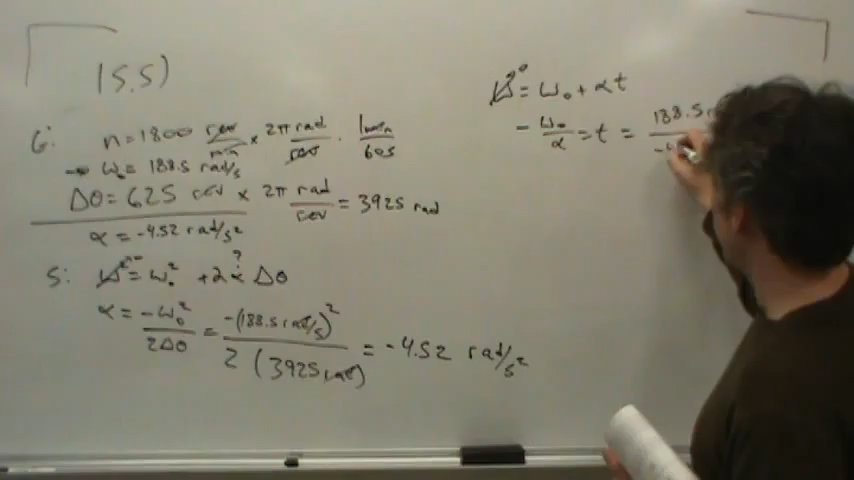 15.5)
G: n = 1800 rev/min × 2π rad/rev · 1 min/60s
→ ω₀ = 188.5 rad/s
Δθ = 625 rev × 2π rad/rev = 3925 rad
α = -4.52 rad/s²
S: ω² = ω₀² + 2α Δθ
?
α = -ω₀²/2Δθ = -(188.5 rad/s)²/2(3925 rad) = -4.52 rad/s²
ω = ω₀ + αt
- ω₀/α = t = 188.5